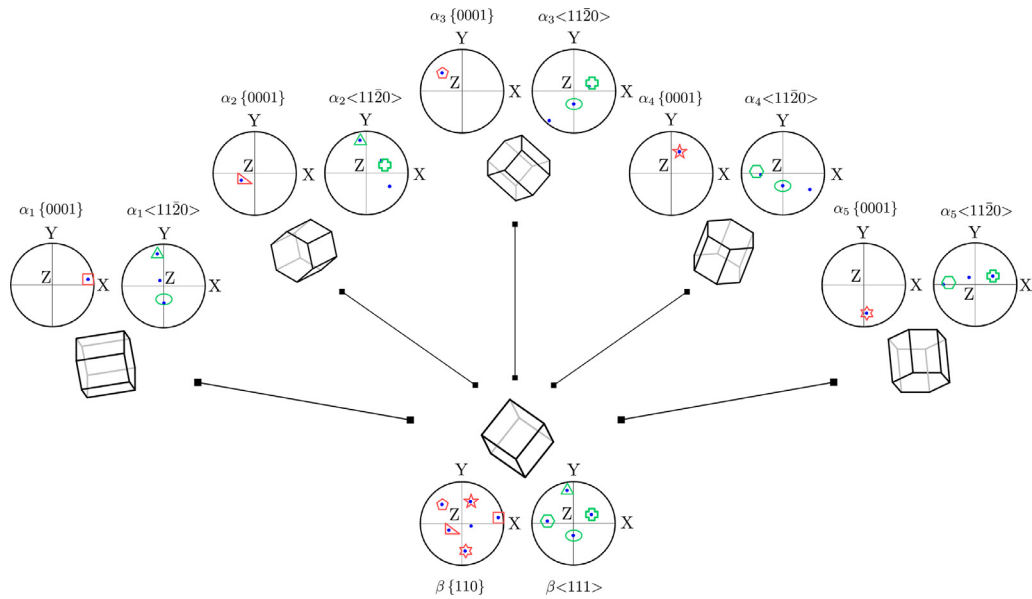 α₃{0001} α₃<112̄0>
Y Y
Z X Z X
α₂{0001} α₂<112̄0> α₄{0001} α₄<112̄0>
Y Y Y Y
Z X Z X Z X Z X
α₁{0001} α₁<112̄0> α₅{0001} α₅<112̄0>
Y Y Y Y
Z X Z X Z X Z X
Y Y
Z X Z X
β{110} β<111>